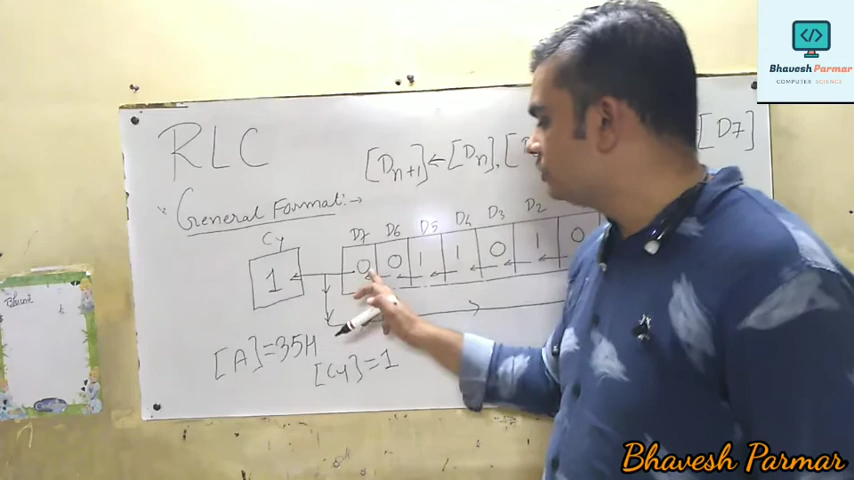 Bhavesh Parmar
COMPUTER SCIENCE
RLC
[Dn+1]←[Dn], [
[D7]
General Format:→
Cy
D7 D6 D5 D4 D3 D2
1
0 0 1 1 0 1 0
[A]=35H
[Cy]=1
Bhavesh Parmar